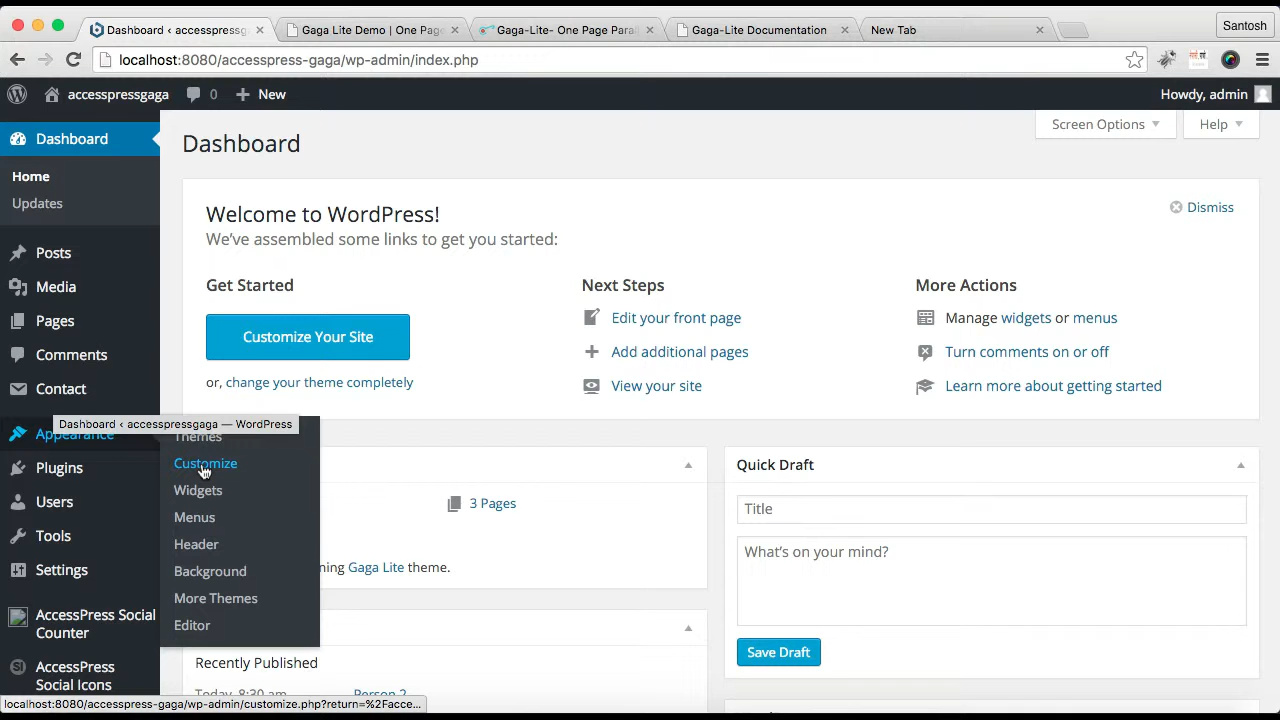 Dashboard ‹ accesspressg
Gaga Lite Demo | One Page
Gaga-Lite- One Page Paral
Gaga-Lite Documentation
New Tab
Santosh
localhost:8080/accesspress-gaga/wp-admin/index.php
accesspressgaga
0
New
Howdy, admin
Dashboard
Home
Updates
Posts
Media
Pages
Comments
Contact
Appearance
Plugins
Users
Tools
Settings
AccessPress Social
Counter
AccessPress
Social Icons
Dashboard ‹ accesspressgaga — WordPress
Themes
Customize
Widgets
Menus
Header
Background
More Themes
Editor
Dashboard
Screen Options
Help
Welcome to WordPress!
We've assembled some links to get you started:
Dismiss
Get Started
Customize Your Site
or, change your theme completely
Next Steps
Edit your front page
Add additional pages
View your site
More Actions
Manage widgets or menus
Turn comments on or off
Learn more about getting started
3 Pages
ning Gaga Lite theme.
Recently Published
Today, 8:30 am
Person 2
Quick Draft
Title
What's on your mind?
Save Draft
localhost:8080/accesspress-gaga/wp-admin/customize.php?return=%2Facce...